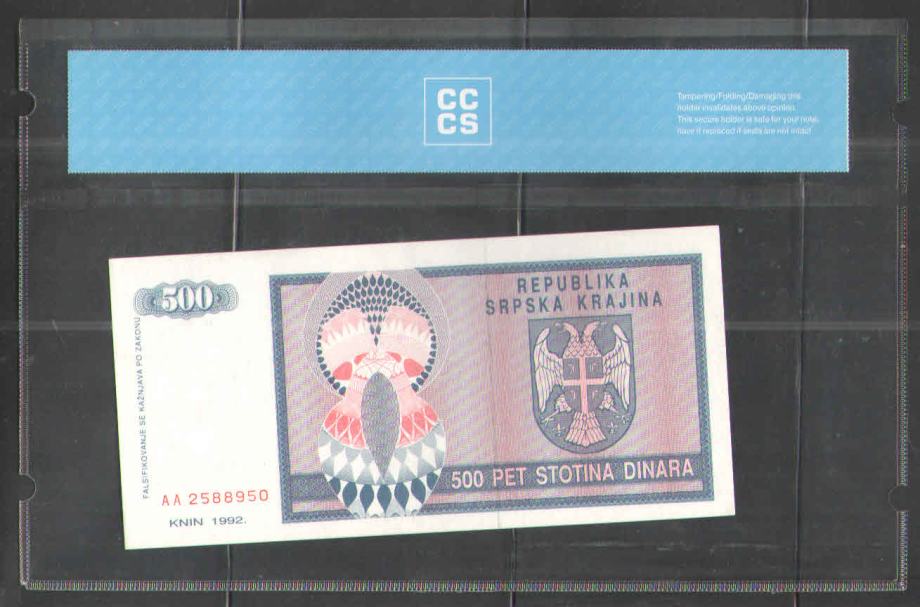 CC
CS
Tampering/Folding/Damaging this
holder invalidates above opinion.
This secure holder is safe for your note,
have it replaced if seals are not intact
500
REPUBLIKA
SRPSKA KRAJINA
FALSIFIKOVANJE SE KAŽNJAVA PO ZAKONU
500 PET STOTINA DINARA
AA 2588950
KNIN 1992.